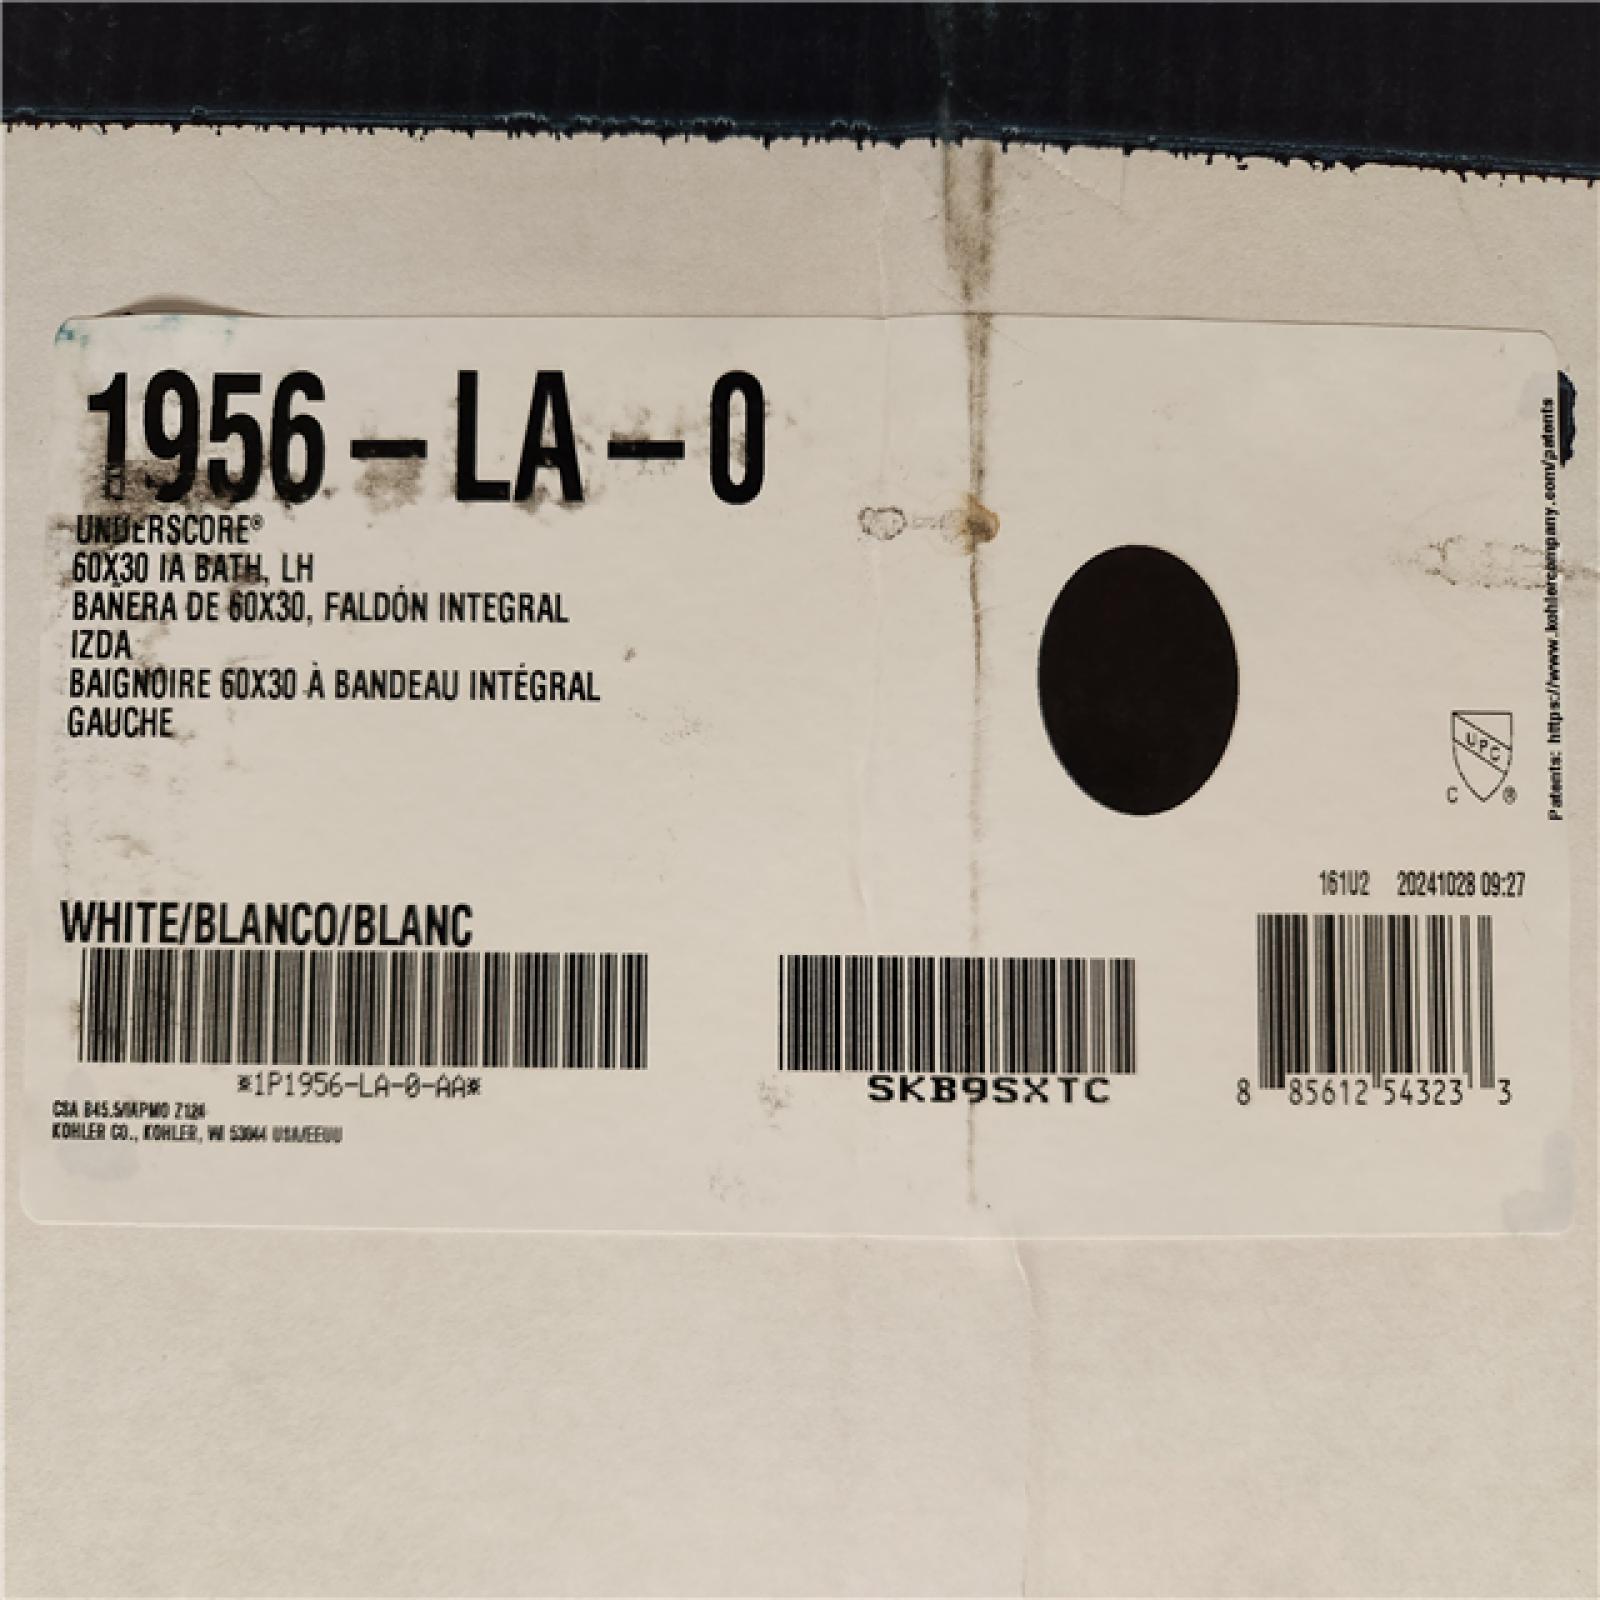 1956-LA-0
UNDERSCORE®
60X30 IA BATH, LH
BAÑERA DE 60X30, FALDÓN INTEGRAL
IZDA
BAIGNOIRE 60X30 À BANDEAU INTÉGRAL
GAUCHE
Patents: https://www.kohlercompany.com/patents
UPC
C ®
161U2 20241028 09:27
WHITE/BLANCO/BLANC
*1P1956-LA-0-AA*
SKB9SXTC
8 85612 54323 3
CSA B45.5/IAPMO Z124
KOHLER CO., KOHLER, WI 53044 USA/EEUU